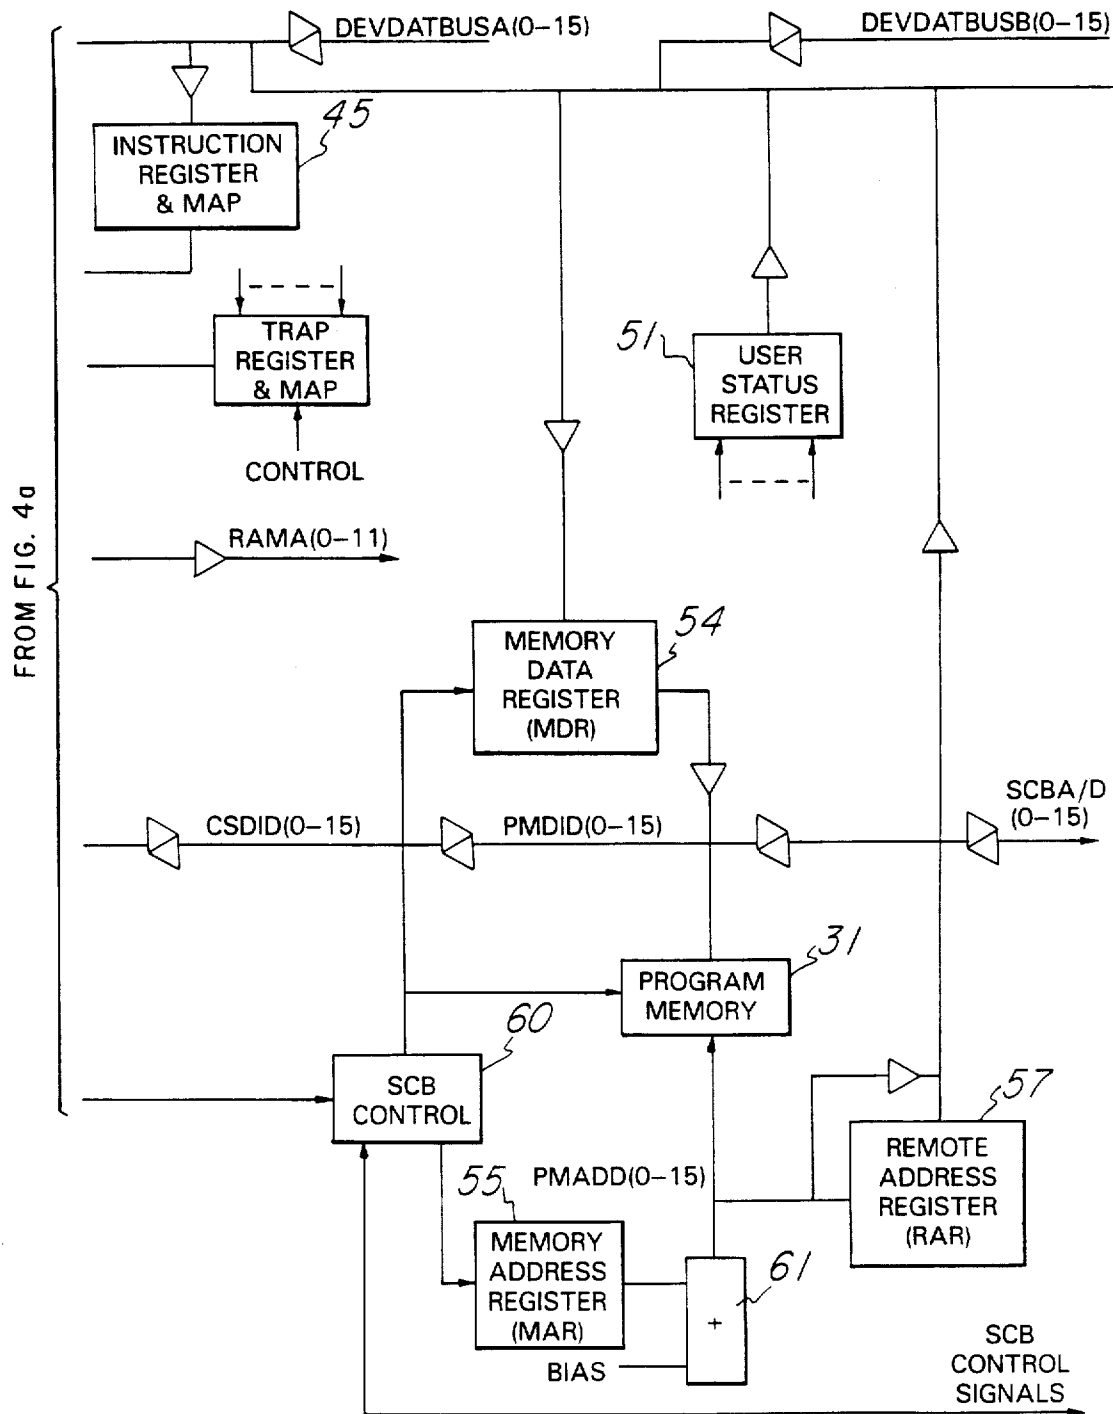 DEVDATBUSA(0-15)
DEVDATBUSB(0-15)
45
INSTRUCTION
REGISTER
& MAP
TRAP
REGISTER
& MAP
CONTROL
51
USER
STATUS
REGISTER
FROM FIG. 4a
RAMA(0-11)
54
MEMORY
DATA
REGISTER
(MDR)
CSDID(0-15)
PMDID(0-15)
SCBA/D
(0-15)
31
PROGRAM
MEMORY
60
SCB
CONTROL
57
REMOTE
ADDRESS
REGISTER
(RAR)
PMADD(0-15)
55
MEMORY
ADDRESS
REGISTER
(MAR)
61
+
BIAS
SCB
CONTROL
SIGNALS